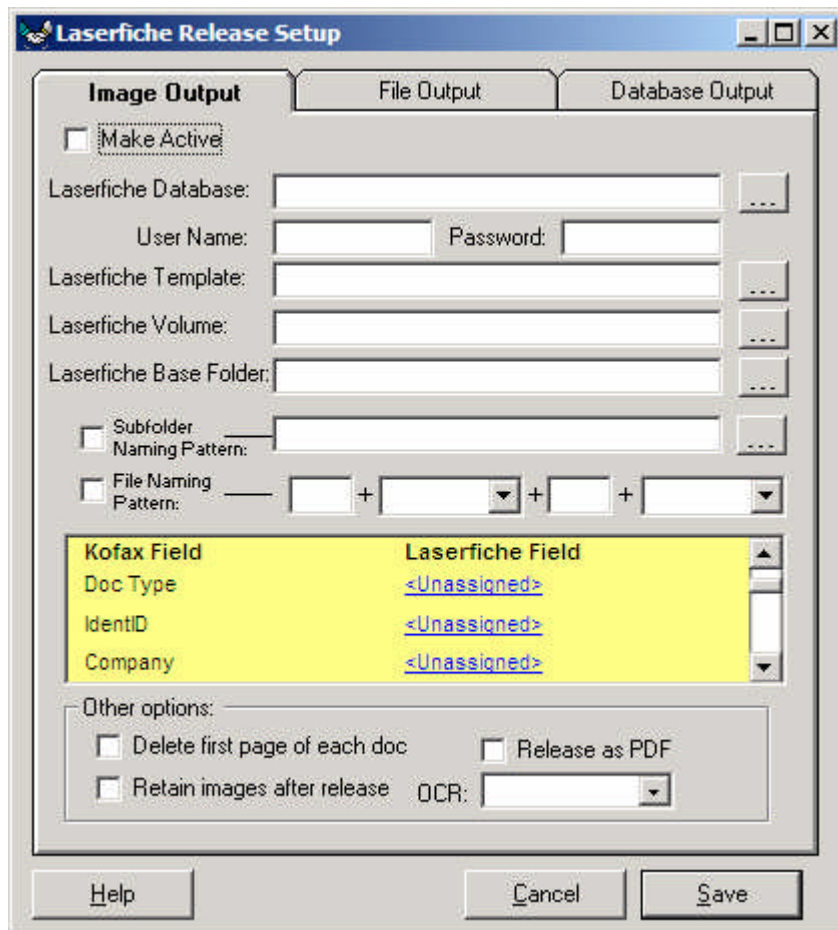 Laserfiche Release Setup
Image Output File Output Database Output
Make Active
Laserfiche Database: ...
User Name: Password:
Laserfiche Template: ...
Laserfiche Volume: ...
Laserfiche Base Folder: ...
Subfolder
Naming Pattern: ...
File Naming
Pattern: + + +
Kofax Field Laserfiche Field
Doc Type <Unassigned>
IdentID <Unassigned>
Company <Unassigned>
Other options:
Delete first page of each doc Release as PDF
Retain images after release OCR:
Help Cancel Save